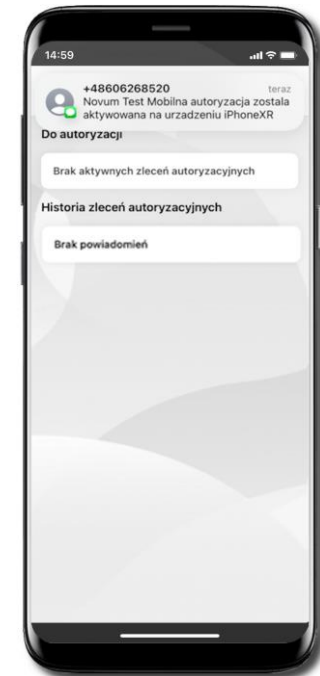 14:59
+48606268520 teraz
Novum Test Mobilna autoryzacja zostala
aktywowana na urzadzeniu iPhoneXR
Do autoryzacji
Brak aktywnych zleceń autoryzacyjnych
Historia zleceń autoryzacyjnych
Brak powiadomień